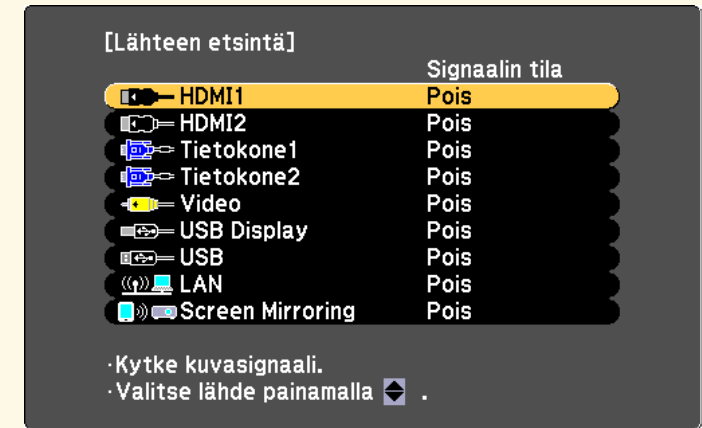 [Lähteen etsintä]
Signaalin tila
HDMI1 Pois
HDMI2 Pois
Tietokone1 Pois
Tietokone2 Pois
Video Pois
USB Display Pois
USB Pois
LAN Pois
Screen Mirroring Pois
·Kytke kuvasignaali.
·Valitse lähde painamalla .